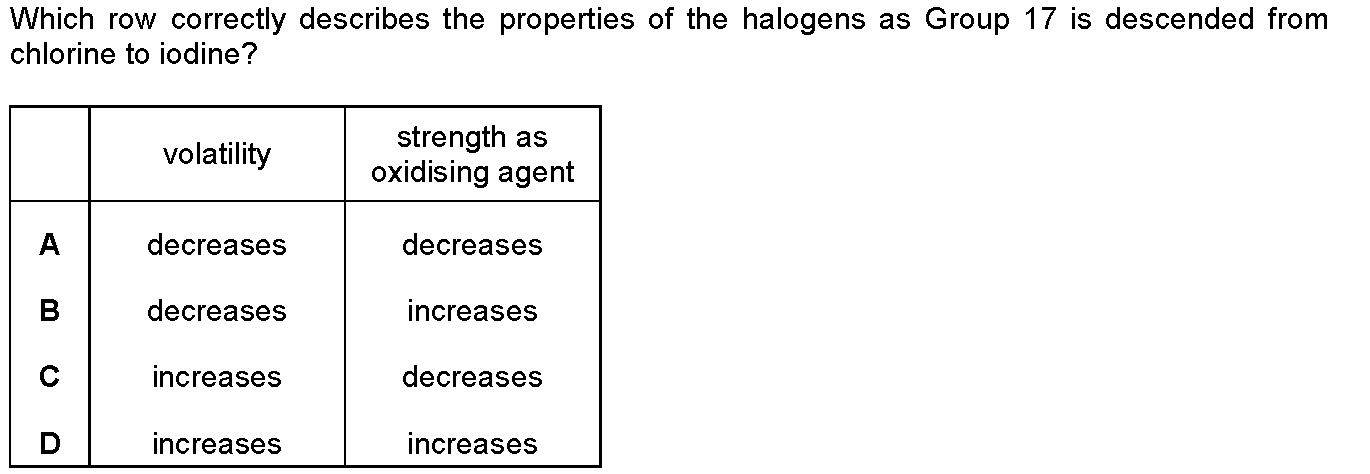 Which row correctly describes the properties of the halogens as Group 17 is descended from
chlorine to iodine?
volatility strength as
oxidising agent
A decreases decreases
B decreases increases
C increases decreases
D increases increases